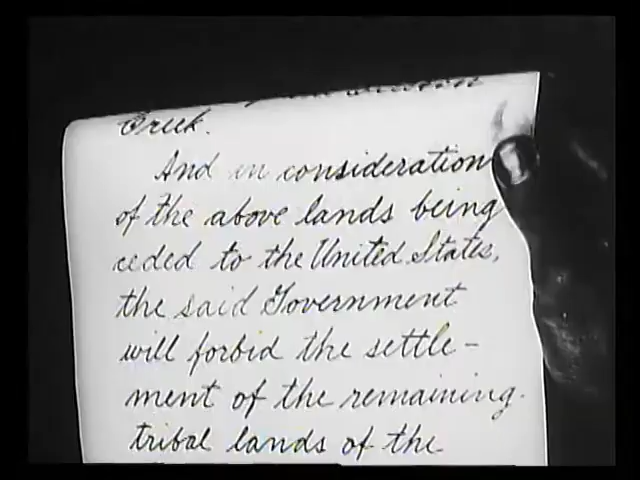 Creek.
And in consideration
of the above lands being
ceded to the United States,
the said Government
will forbid the settle-
ment of the remaining
tribal lands of the